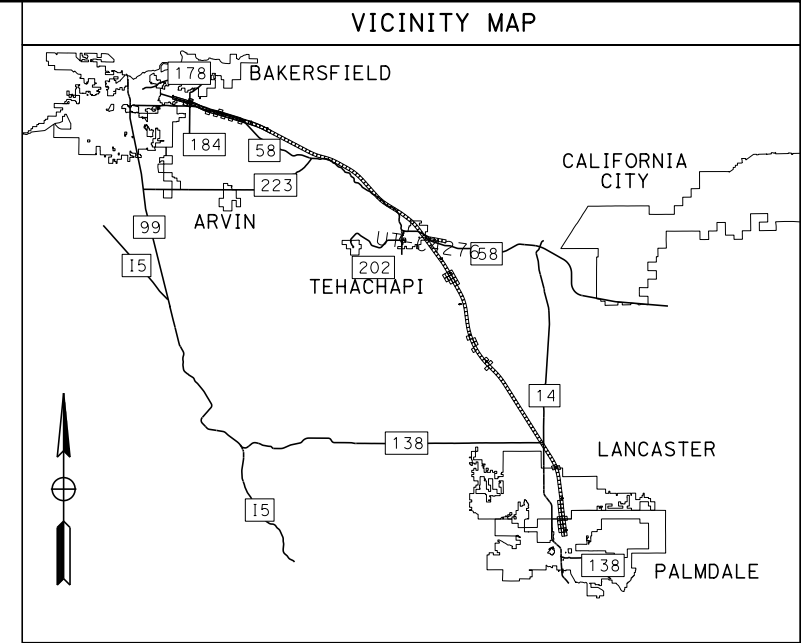 VICINITY MAP
178
BAKERSFIELD
184
58
CALIFORNIA
CITY
223
ARVIN
99
58
I5
202
TEHACHAPI
14
138
LANCASTER
I5
138
PALMDALE